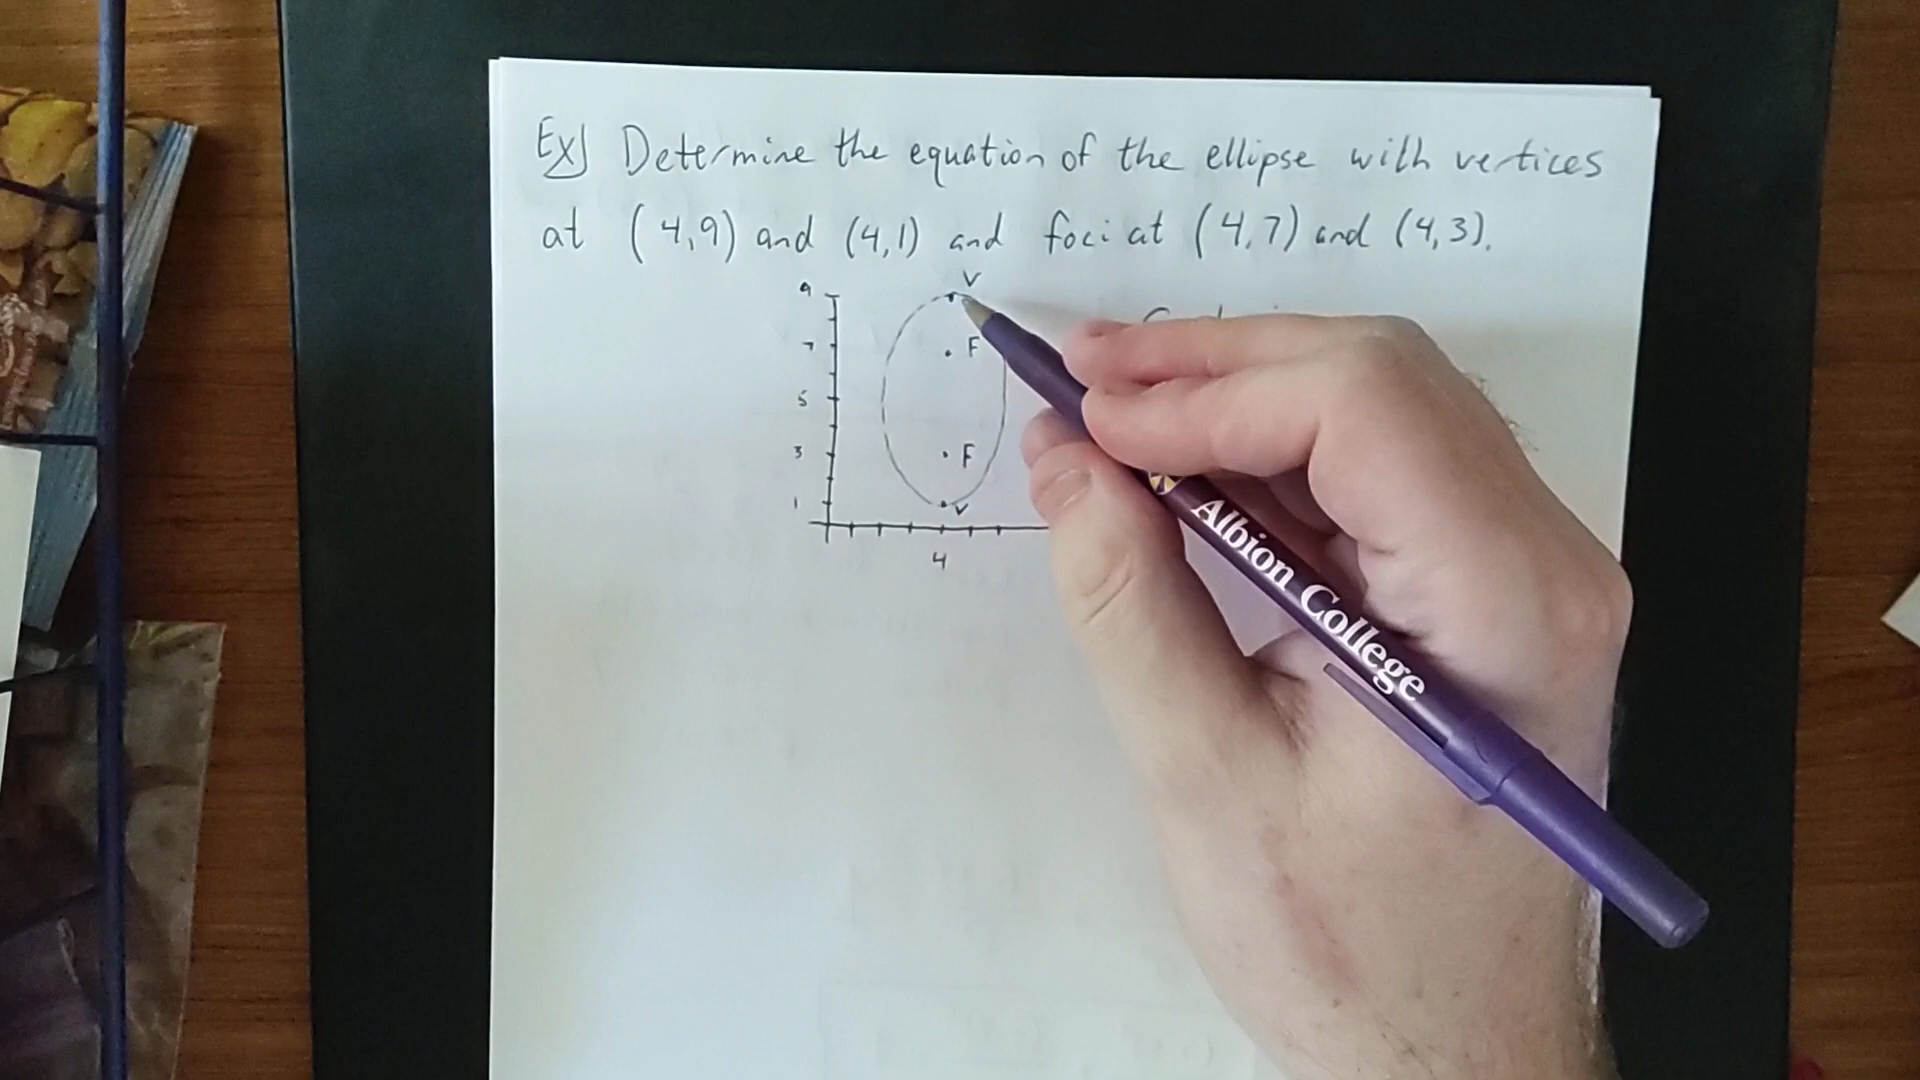 Ex) Determine the equation of the ellipse with vertices
at (4,9) and (4,1) and foci at (4,7) and (4,3).
V
9
7 F
5
3 F
1 V
4
Albion College